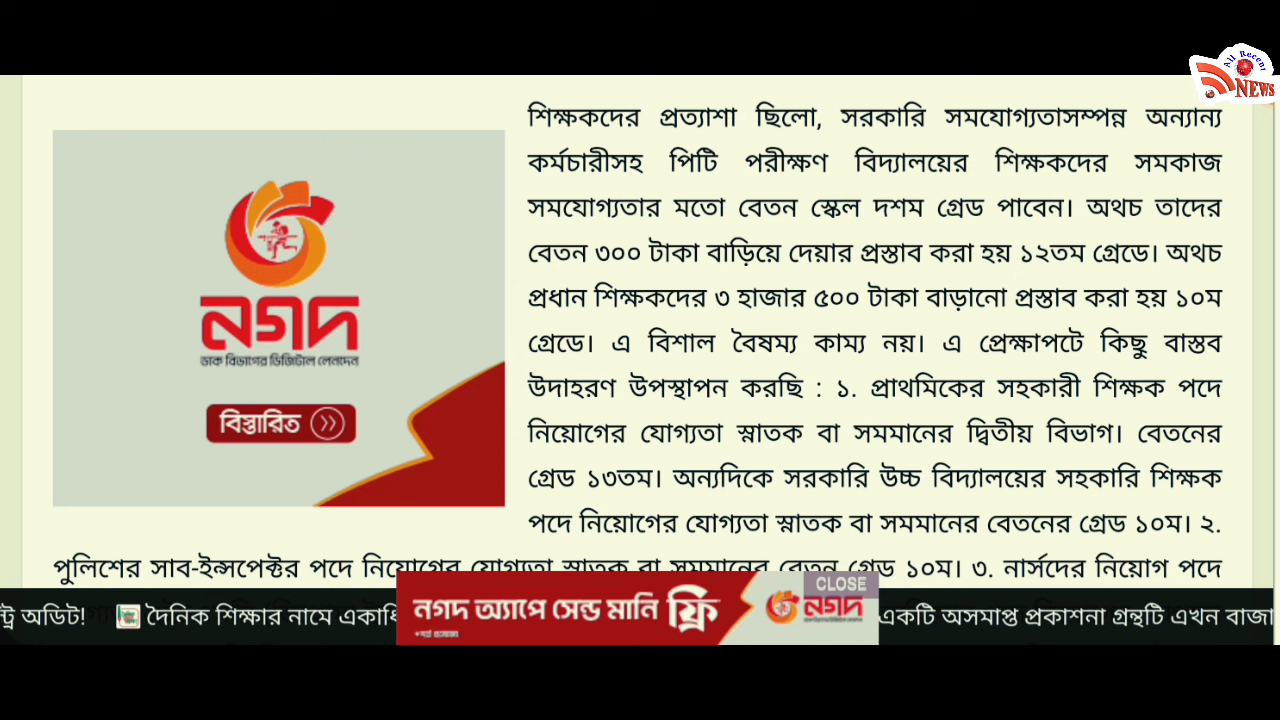 All Recent
NEWS
শিক্ষকদের প্রত্যাশা ছিলো, সরকারি সমযোগ্যতাসম্পন্ন অন্যান্য
কর্মচারীসহ পিটি পরীক্ষণ বিদ্যালয়ের শিক্ষকদের সমকাজ
সমযোগ্যতার মতো বেতন স্কেল দশম গ্রেড পাবেন। অথচ তাদের
বেতন ৩০০ টাকা বাড়িয়ে দেয়ার প্রস্তাব করা হয় ১২তম গ্রেডে। অথচ
প্রধান শিক্ষকদের ৩ হাজার ৫০০ টাকা বাড়ানো প্রস্তাব করা হয় ১০ম
গ্রেডে। এ বিশাল বৈষম্য কাম্য নয়। এ প্রেক্ষাপটে কিছু বাস্তব
উদাহরণ উপস্থাপন করছি : ১. প্রাথমিকের সহকারী শিক্ষক পদে
নিয়োগের যোগ্যতা স্নাতক বা সমমানের দ্বিতীয় বিভাগ। বেতনের
গ্রেড ১৩তম। অন্যদিকে সরকারি উচ্চ বিদ্যালয়ের সহকারি শিক্ষক
পদে নিয়োগের যোগ্যতা স্নাতক বা সমমানের বেতনের গ্রেড ১০ম। ২.
পুলিশের সাব-ইন্সপেক্টর পদে নিয়োগের যোগ্যতা স্নাতক বা সমমানের বেতন গ্রেড ১০ম। ৩. নার্সদের নিয়োগ পদে
নগদ
ডাক বিভাগের ডিজিটাল লেনদেন
বিস্তারিত
CLOSE
নগদ অ্যাপে সেন্ড মানি ফ্রি
নগদ
অডিট! দৈনিক শিক্ষার নামে
একটি অসমাপ্ত প্রকাশনা গ্রন্থটি এখন